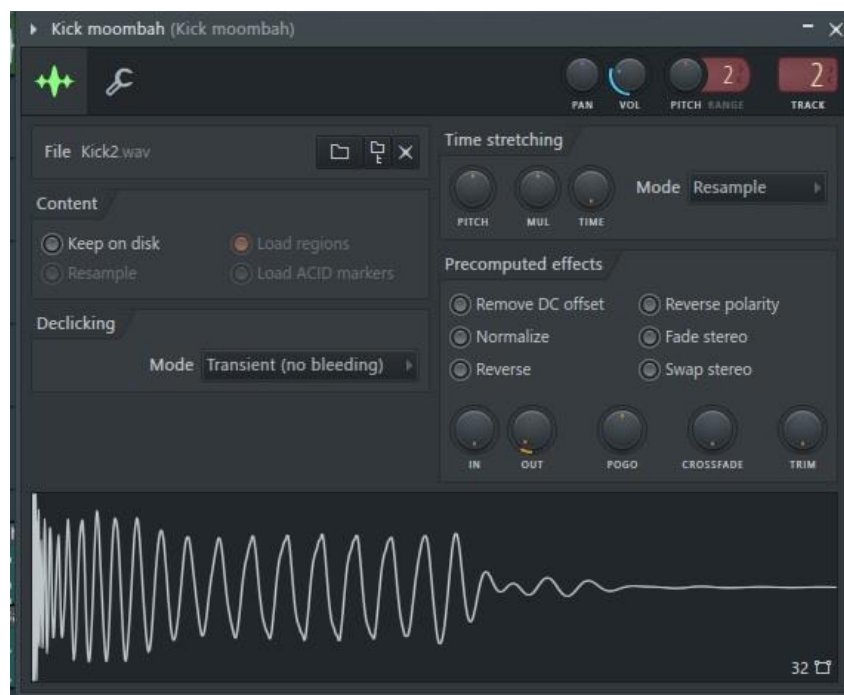 Kick moombah (Kick moombah)
2
2
PAN VOL PITCH RANGE TRACK
File Kick2.wav
Content
Keep on disk
Load regions
Resample
Load ACID markers
Declicking
Mode Transient (no bleeding)
Time stretching
PITCH MUL TIME
Mode Resample
Precomputed effects
Remove DC offset
Reverse polarity
Normalize
Fade stereo
Reverse
Swap stereo
IN OUT POGO CROSSFADE TRIM
32